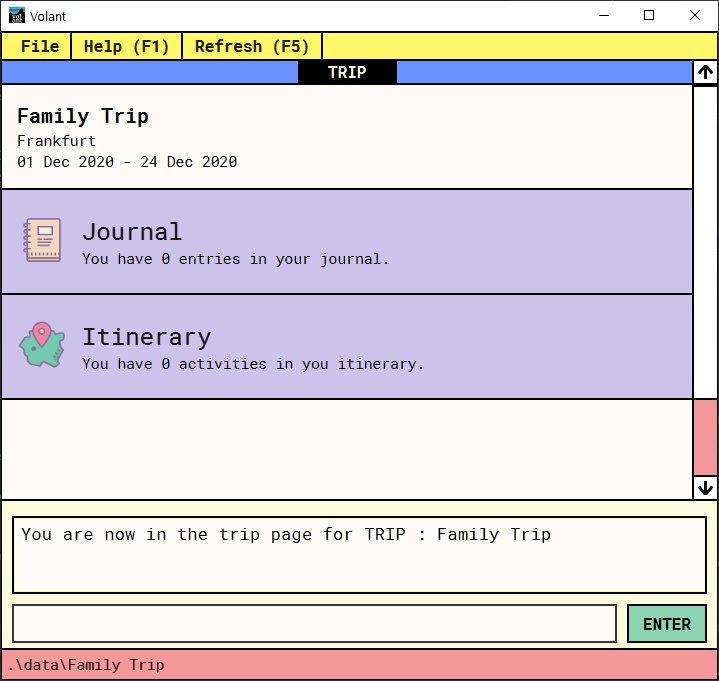 Volant
File Help (F1) Refresh (F5)
TRIP
Family Trip
Frankfurt
01 Dec 2020 - 24 Dec 2020
Journal
You have 0 entries in your journal.
Itinerary
You have 0 activities in you itinerary.
You are now in the trip page for TRIP : Family Trip
ENTER
.\data\Family Trip